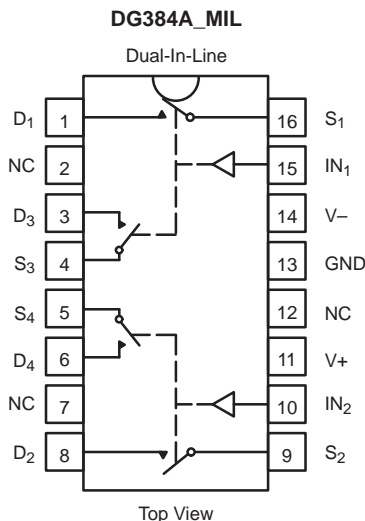 DG384A_MIL
Dual-In-Line
D1 1 16 S1
NC 2 15 IN1
D3 3 14 V–
S3 4 13 GND
S4 5 12 NC
D4 6 11 V+
NC 7 10 IN2
D2 8 9 S2
Top View